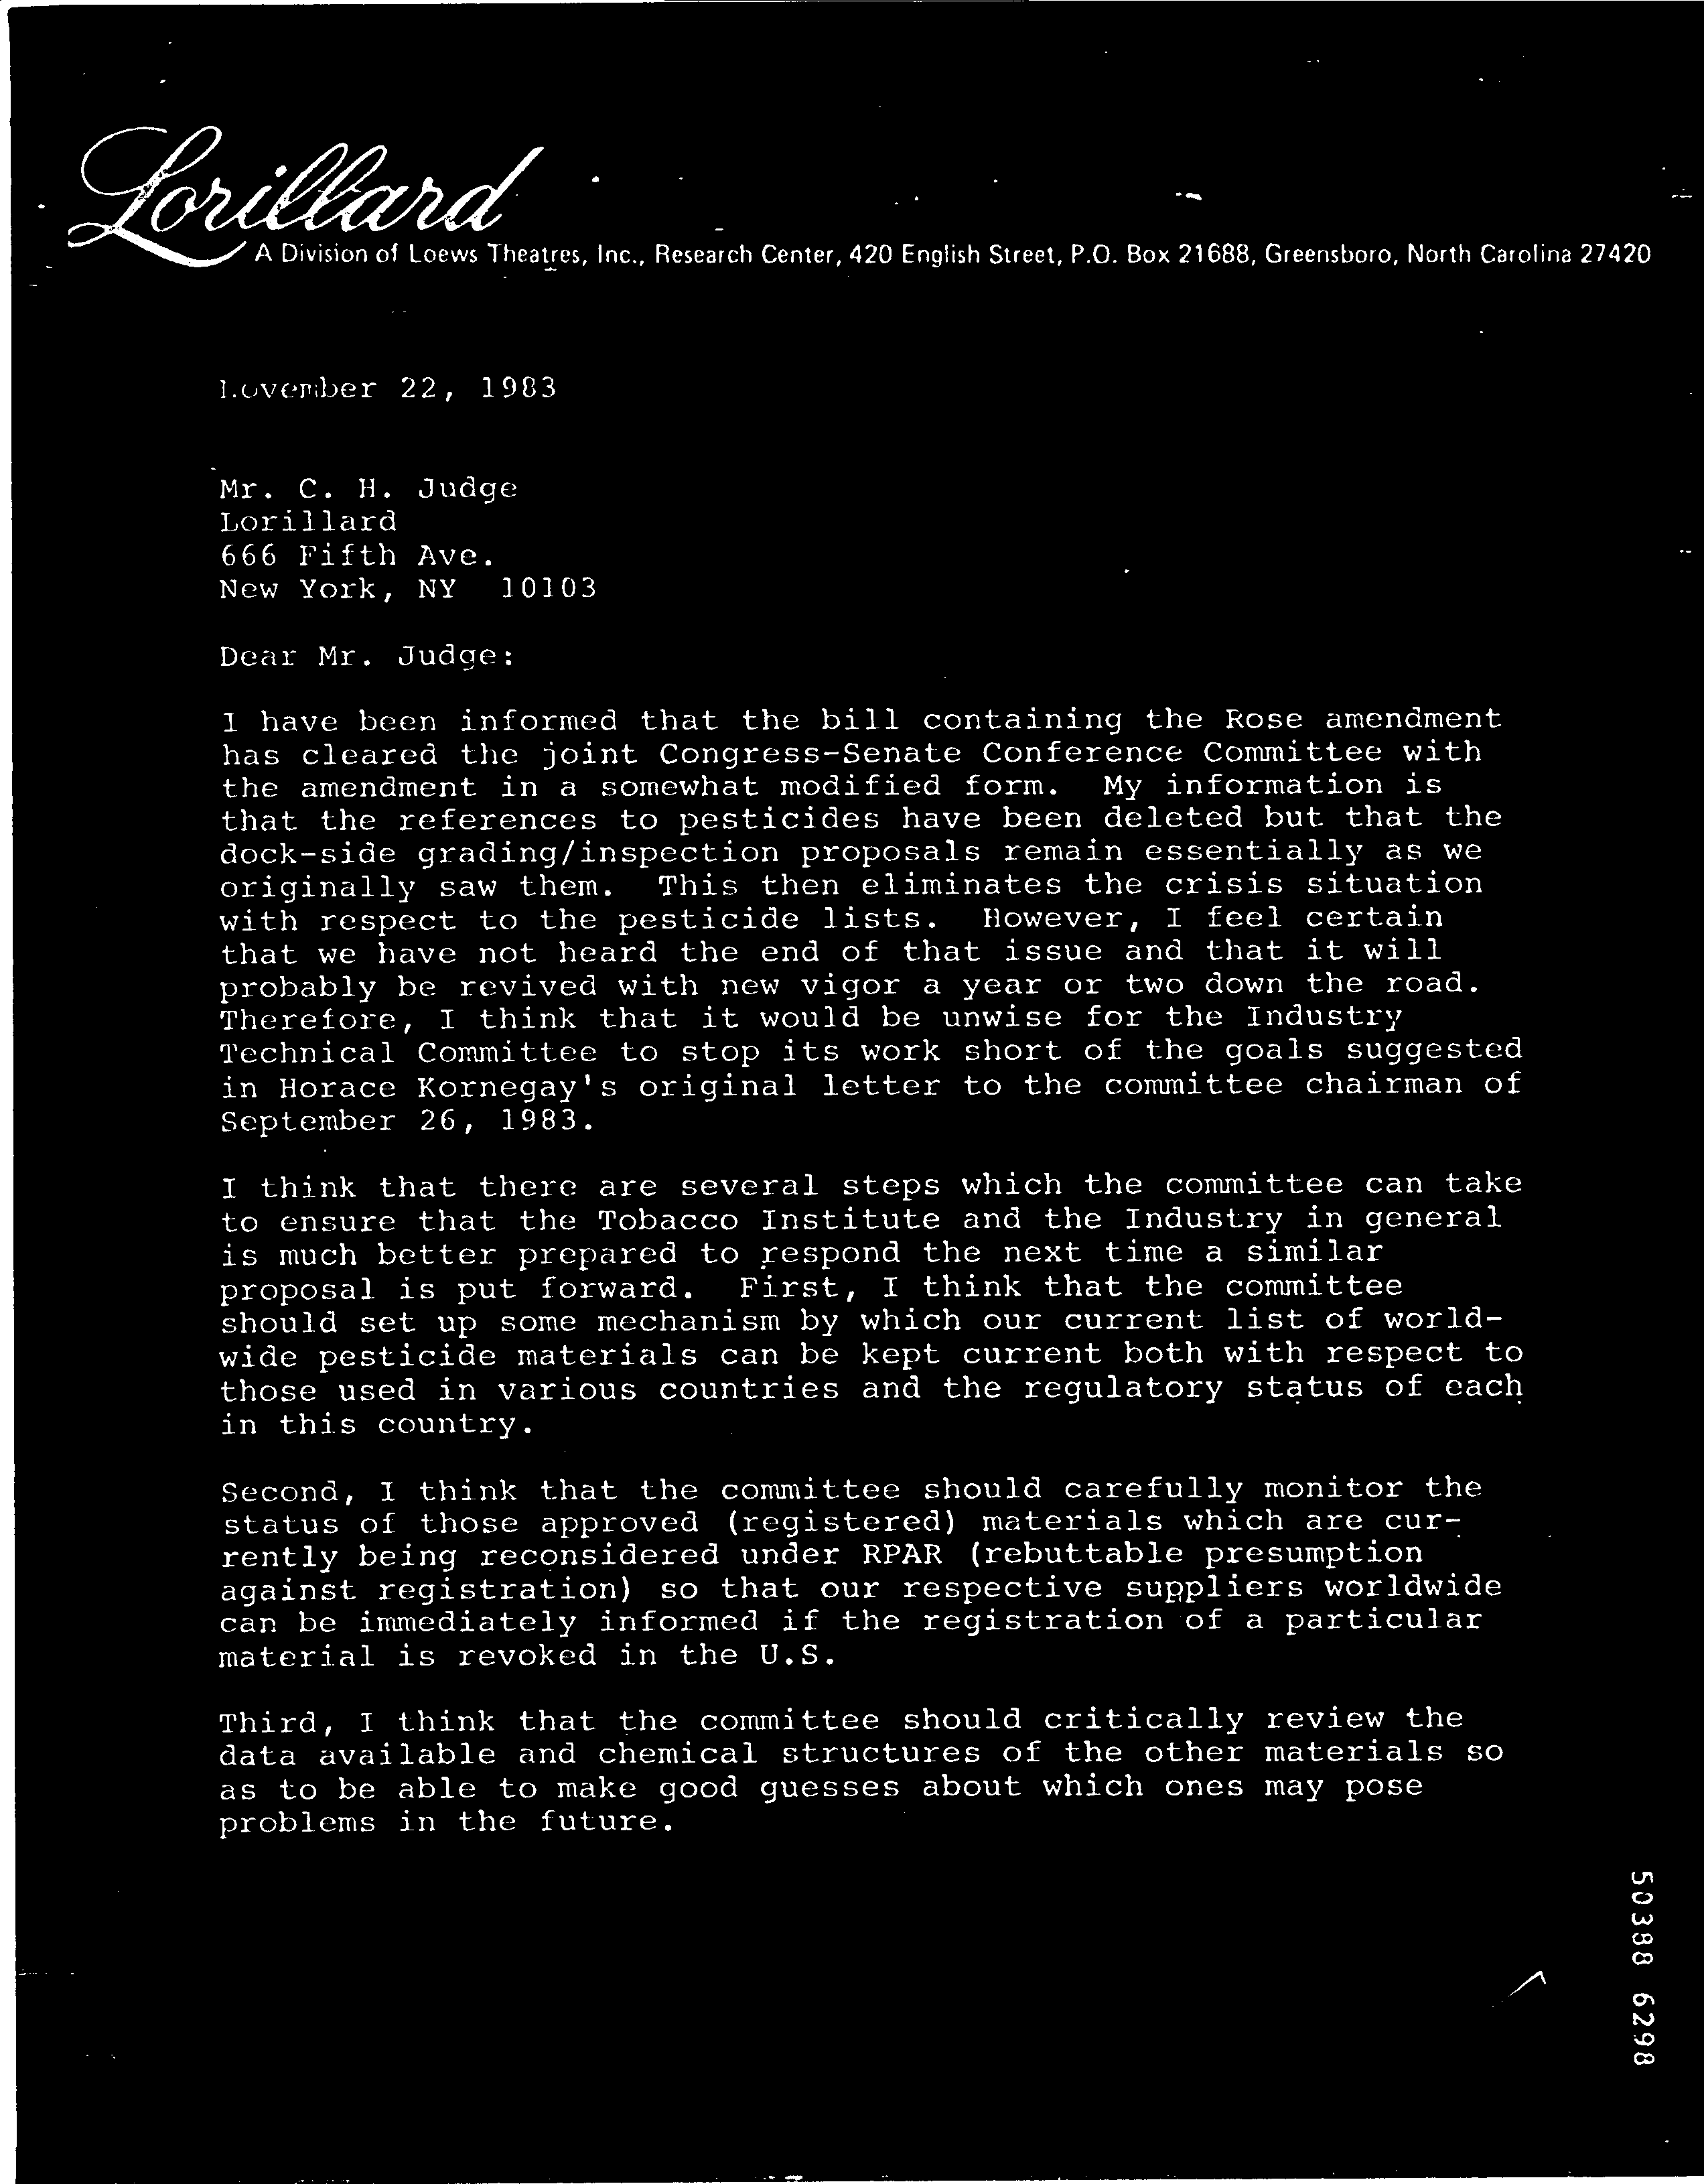 Lorillard
A Division of Loews Theatres, Inc., Research Center, 420 English Street, P.O. Box 21688, Greensboro, North Carolina 27420
November 22, 1983
Mr. C. H. Judge
Lorillard
666 Fifth Ave.
New York, NY  10103
Dear Mr. Judge:
I have been informed that the bill containing the Rose amendment
has cleared the joint Congress-Senate Conference Committee with
the amendment in a somewhat modified form.  My information is
that the references to pesticides have been deleted but that the
dock-side grading/inspection proposals remain essentially as we
originally saw them.  This then eliminates the crisis situation
with respect to the pesticide lists.  However, I feel certain
that we have not heard the end of that issue and that it will
probably be revived with new vigor a year or two down the road.
Therefore, I think that it would be unwise for the Industry
Technical Committee to stop its work short of the goals suggested
in Horace Kornegay's original letter to the committee chairman of
September 26, 1983.
I think that there are several steps which the committee can take
to ensure that the Tobacco Institute and the Industry in general
is much better prepared to respond the next time a similar
proposal is put forward.  First, I think that the committee
should set up some mechanism by which our current list of world-
wide pesticide materials can be kept current both with respect to
those used in various countries and the regulatory status of each
in this country.
Second, I think that the committee should carefully monitor the
status of those approved (registered) materials which are cur-
rently being reconsidered under RPAR (rebuttable presumption
against registration) so that our respective suppliers worldwide
can be immediately informed if the registration of a particular
material is revoked in the U.S.
Third, I think that the committee should critically review the
data available and chemical structures of the other materials so
as to be able to make good guesses about which ones may pose
problems in the future.
50388 6298